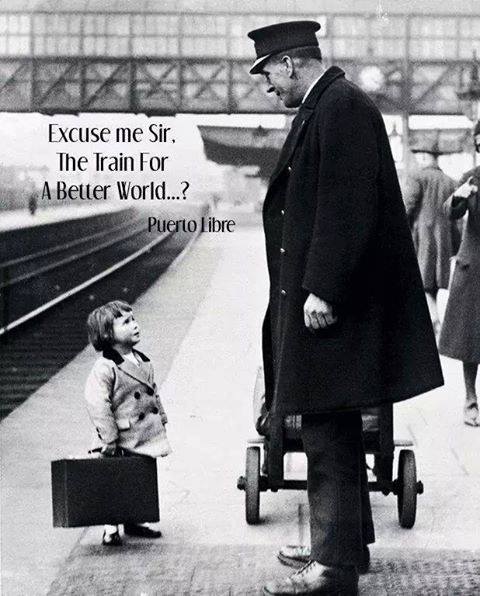 Excuse me Sir,
The Train For
A Better World...?
Puerto Libre